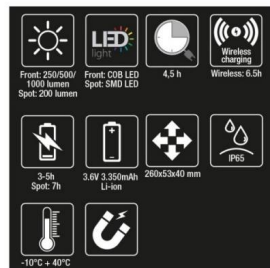 LED
light
Wireless
charging
Front: 250/500/
1000 lumen
Spot: 200 lumen
Front: COB LED
Spot: SMD LED
4,5 h
Wireless: 6.5h
3-5h
Spot: 7h
3.6V 3.350mAh
Li-ion
260x53x40 mm
IP65
-10°C + 40°C